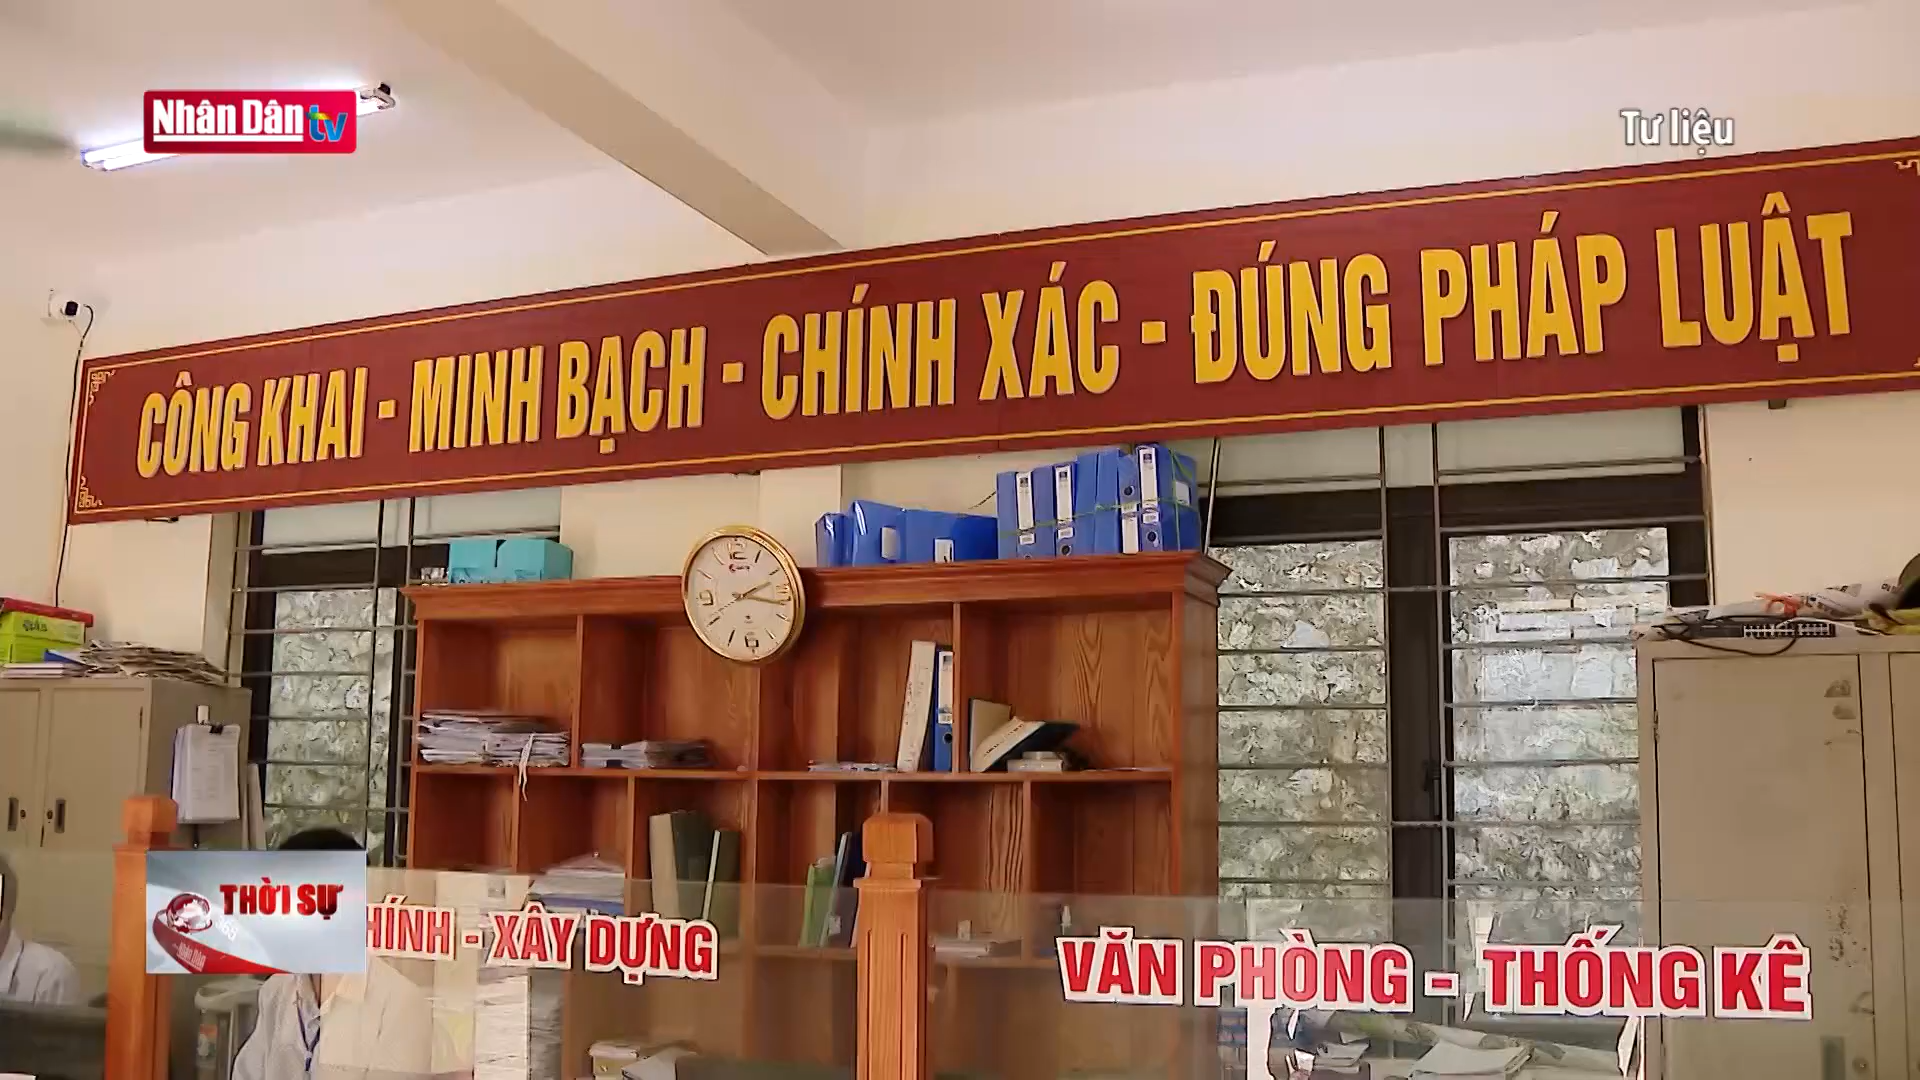 Nhân Dân tv
Tư liệu
CÔNG KHAI - MINH BẠCH - CHÍNH XÁC - ĐÚNG PHÁP LUẬT
THỜI SỰ
HÍNH - XÂY DỰNG
VĂN PHÒNG - THỐNG KÊ